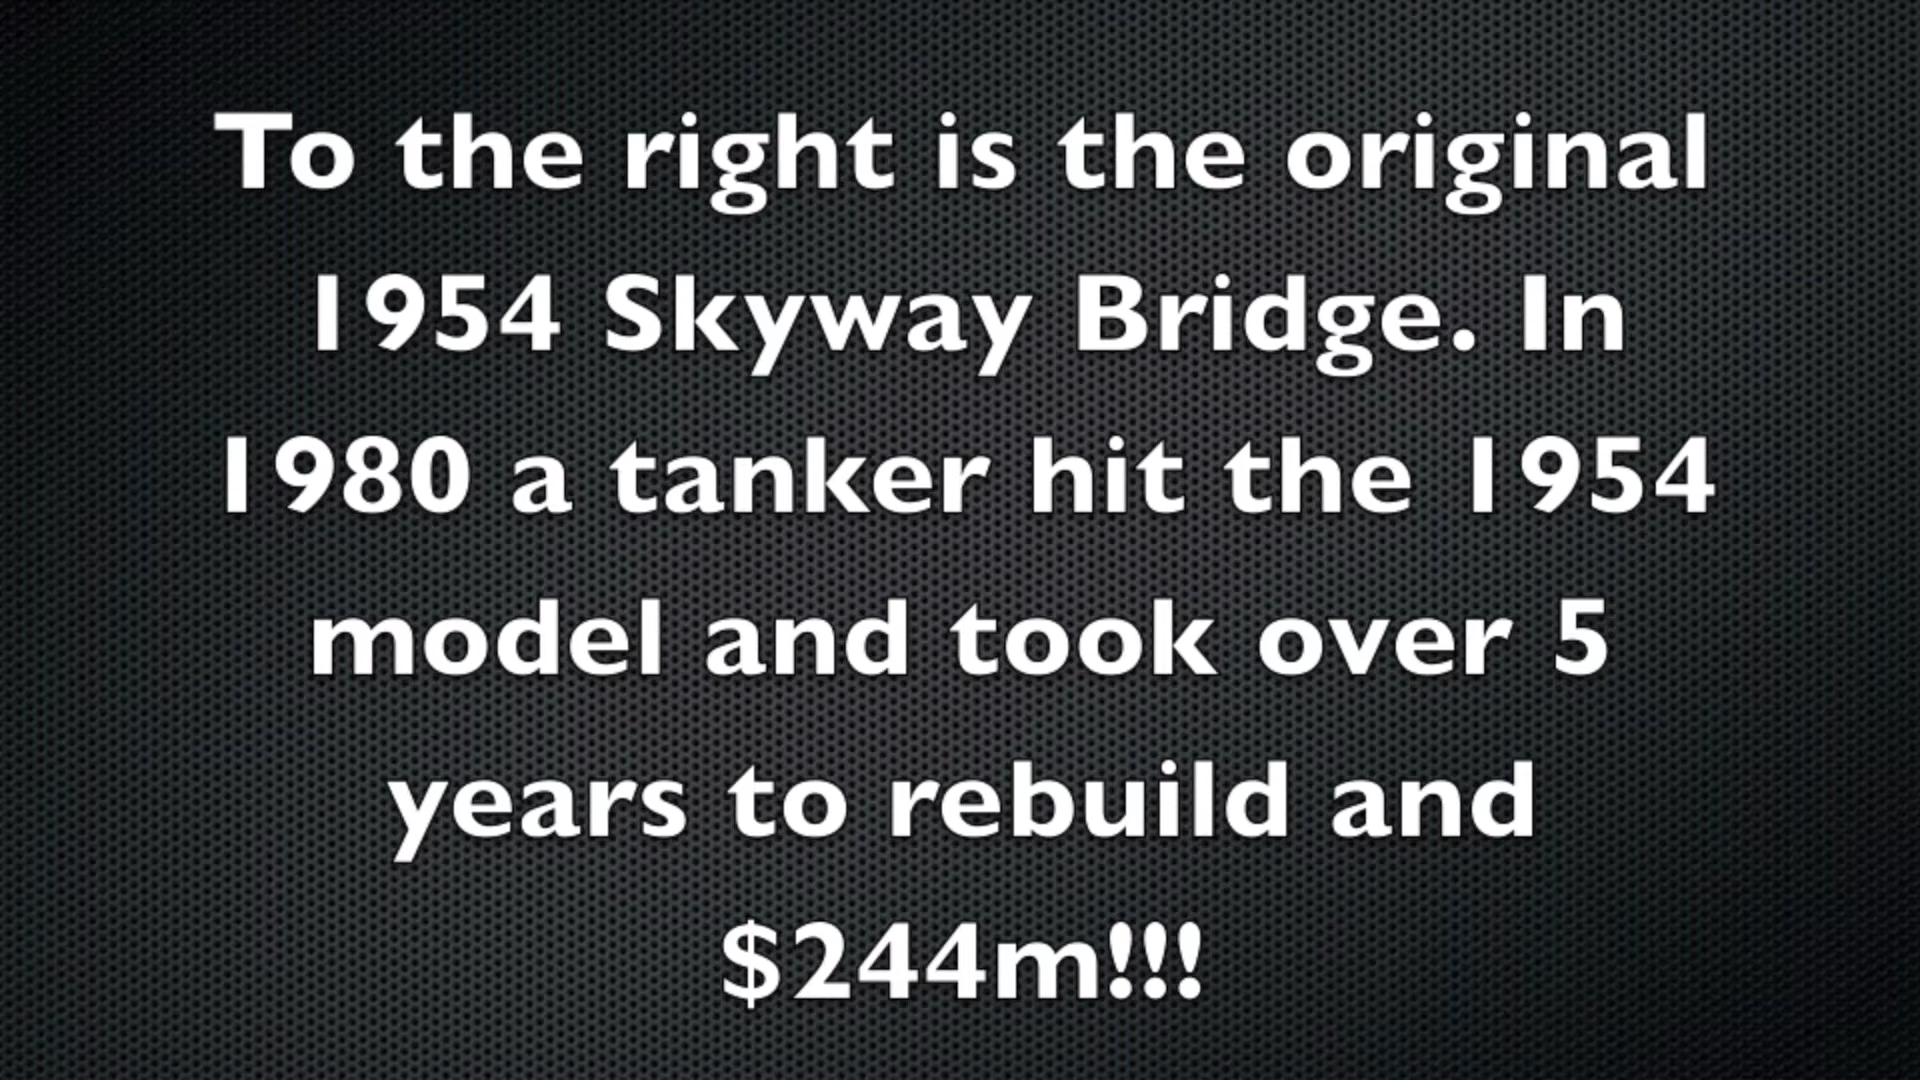 To the right is the original
1954 Skyway Bridge. In
1980 a tanker hit the 1954
model and took over 5
years to rebuild and
$244m!!!